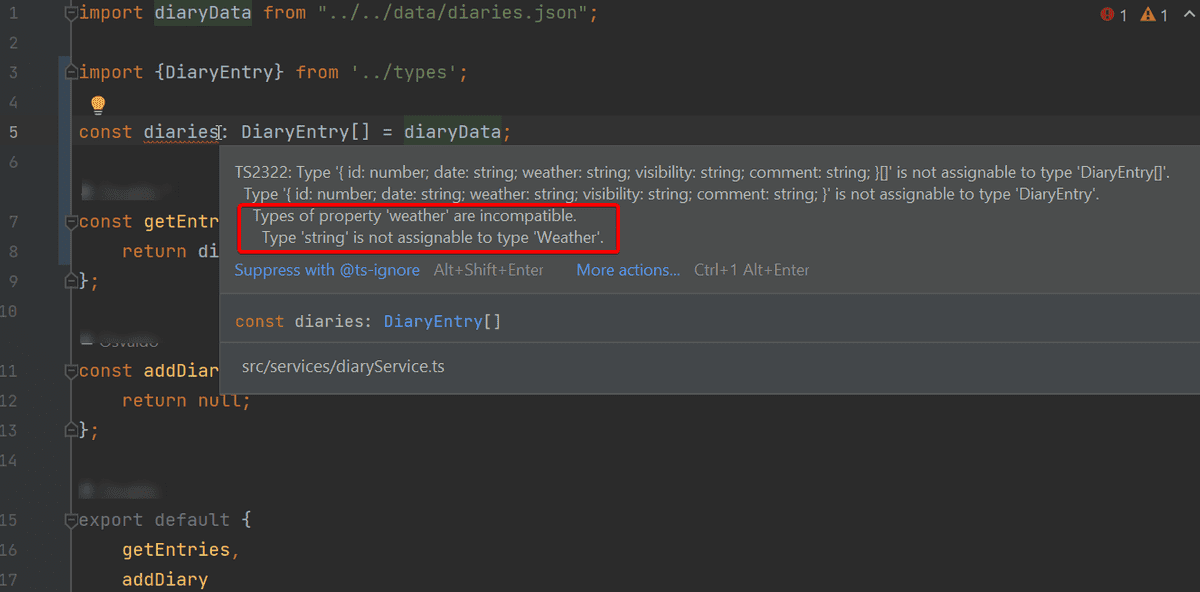 1 import diaryData from "../../data/diaries.json"; 1 1
2
3 import {DiaryEntry} from '../types';
4
5 const diaries: DiaryEntry[] = diaryData;
6
TS2322: Type '{ id: number; date: string; weather: string; visibility: string; comment: string; }[]' is not assignable to type 'DiaryEntry[]'.
Type '{ id: number; date: string; weather: string; visibility: string; comment: string; }' is not assignable to type 'DiaryEntry'.
Types of property 'weather' are incompatible.
Type 'string' is not assignable to type 'Weather'.
Suppress with @ts-ignore Alt+Shift+Enter More actions... Ctrl+1 Alt+Enter
const diaries: DiaryEntry[]
src/services/diaryService.ts
7 const getEntr
8 return di
9 };
10
Osvaldo
11 const addDiar
12 return null;
13 };
14
15 export default {
16 getEntries,
17 addDiary